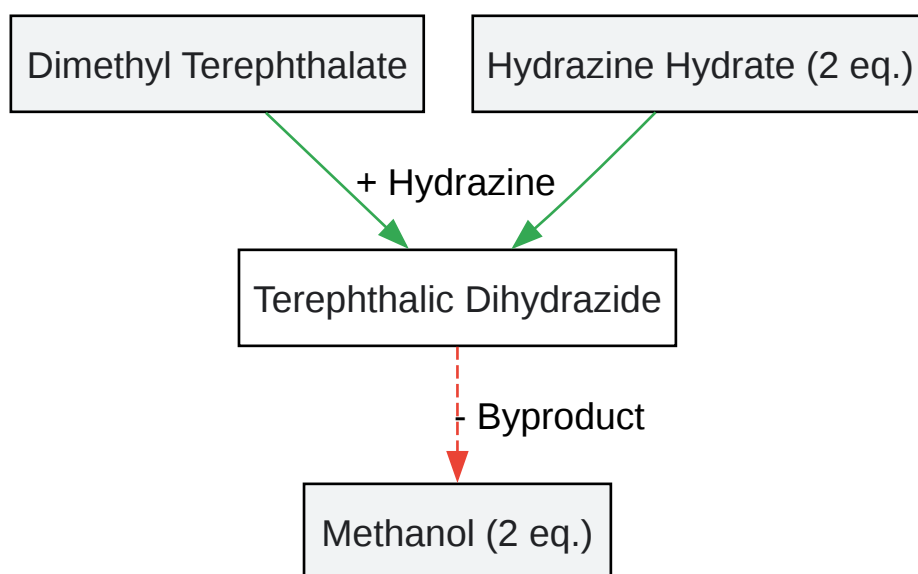 Dimethyl Terephthalate
Hydrazine Hydrate (2 eq.)
+ Hydrazine
Terephthalic Dihydrazide
- Byproduct
Methanol (2 eq.)